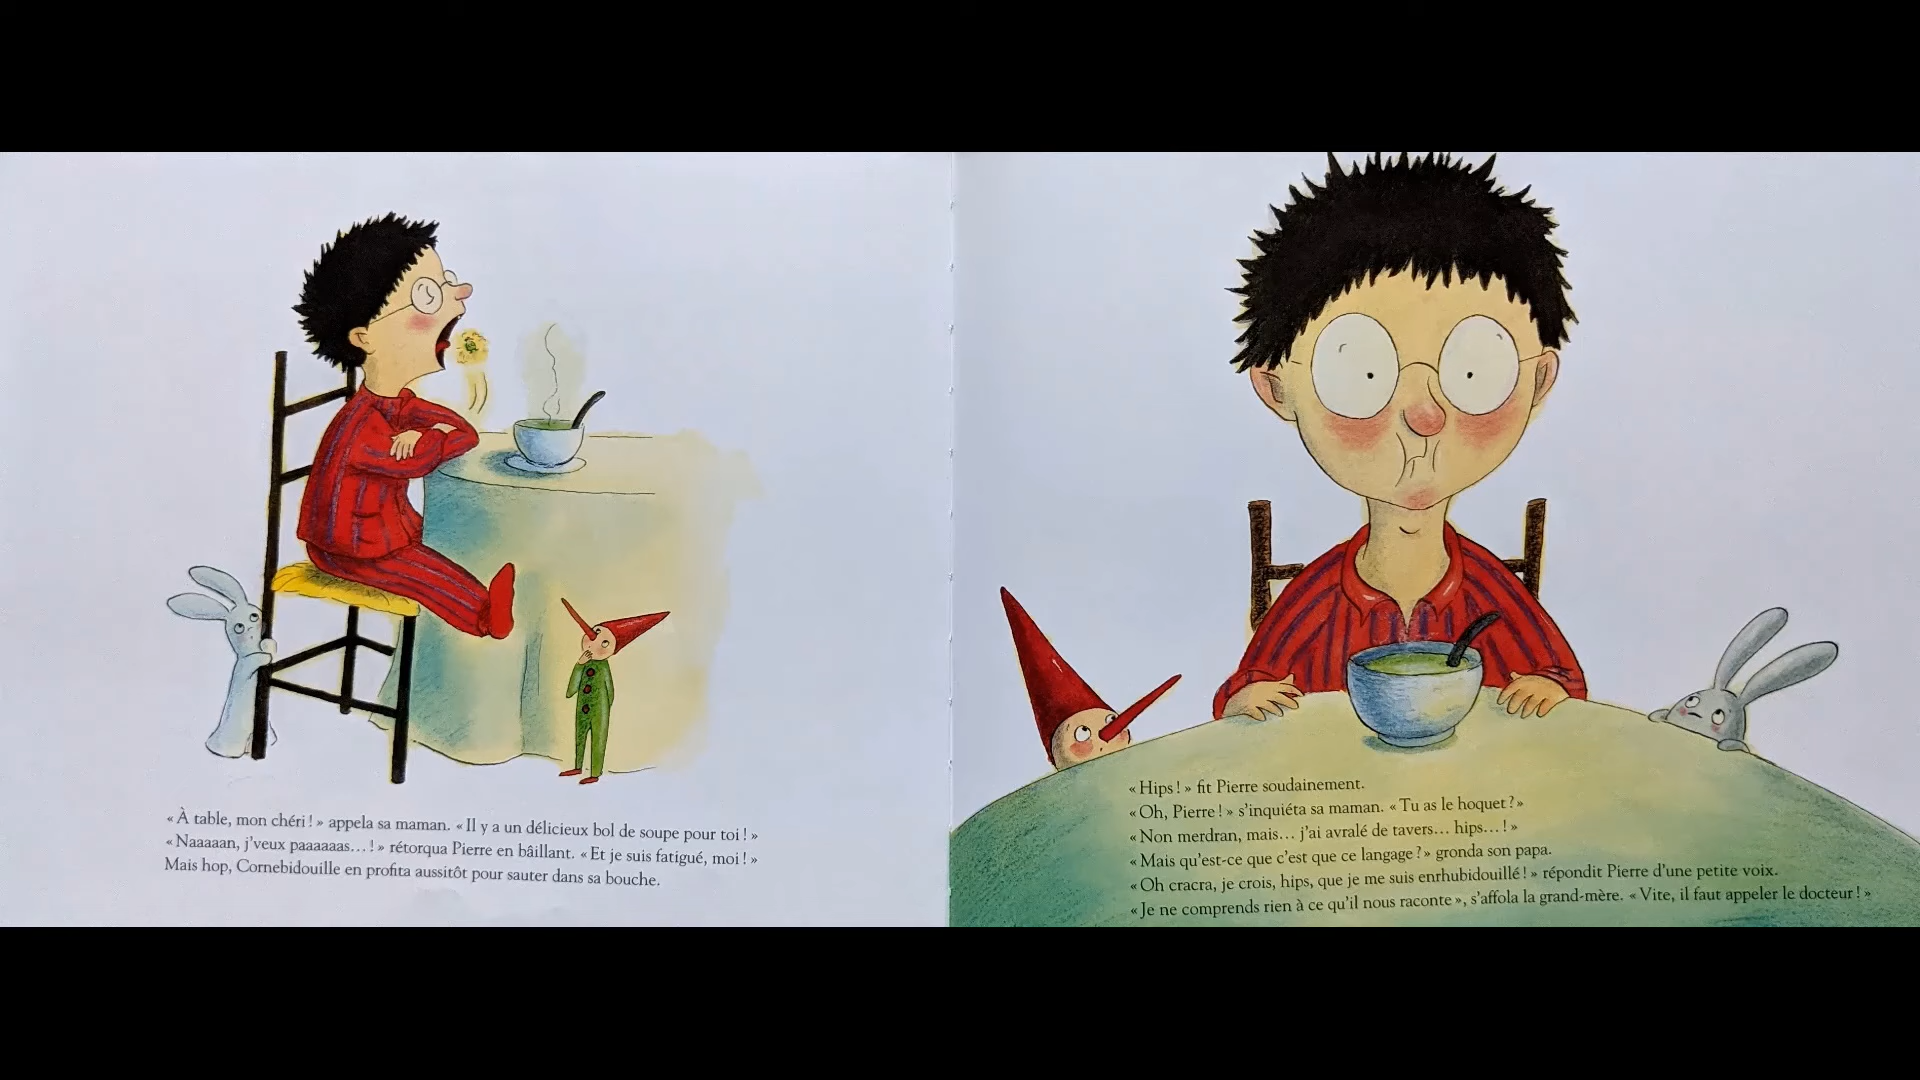 « À table, mon chéri ! » appela sa maman. « Il y a un délicieux bol de soupe pour toi ! »
« Naaaaan, j'veux paaaaaas… ! » rétorqua Pierre en bâillant. « Et je suis fatigué, moi ! »
Mais hop, Cornebidouille en profita aussitôt pour sauter dans sa bouche.
« Hips ! » fit Pierre soudainement.
« Oh, Pierre ! » s'inquiéta sa maman. « Tu as le hoquet ? »
« Non merdran, mais… j'ai avralé de tavers… hips… ! »
« Mais qu'est-ce que c'est que ce langage ? » gronda son papa.
« Oh cracra, je crois, hips, que je me suis enrhubidouillé ! » répondit Pierre d'une petite voix.
« Je ne comprends rien à ce qu'il nous raconte », s'affola la grand-mère. « Vite, il faut appeler le docteur ! »